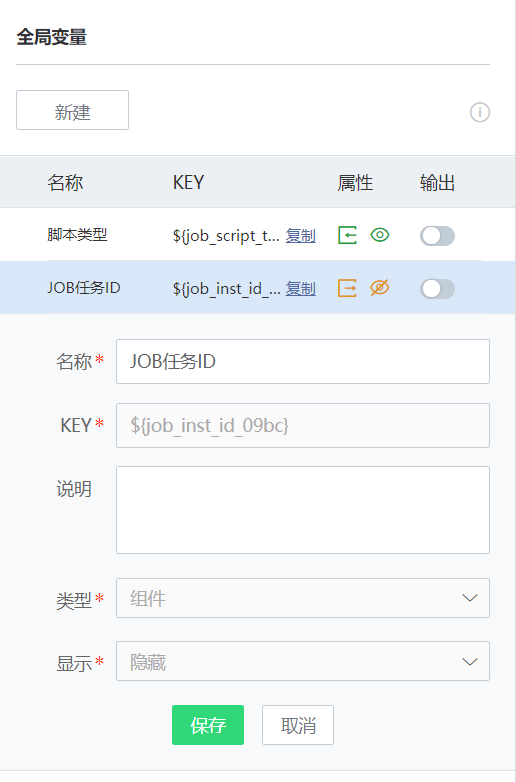 全局变量
新建
名称 KEY 属性 输出
脚本类型 ${job_script_t... 复制
JOB任务ID ${job_inst_id_... 复制
名称* JOB任务ID
KEY* ${job_inst_id_09bc}
说明
类型* 组件
显示* 隐藏
保存 取消